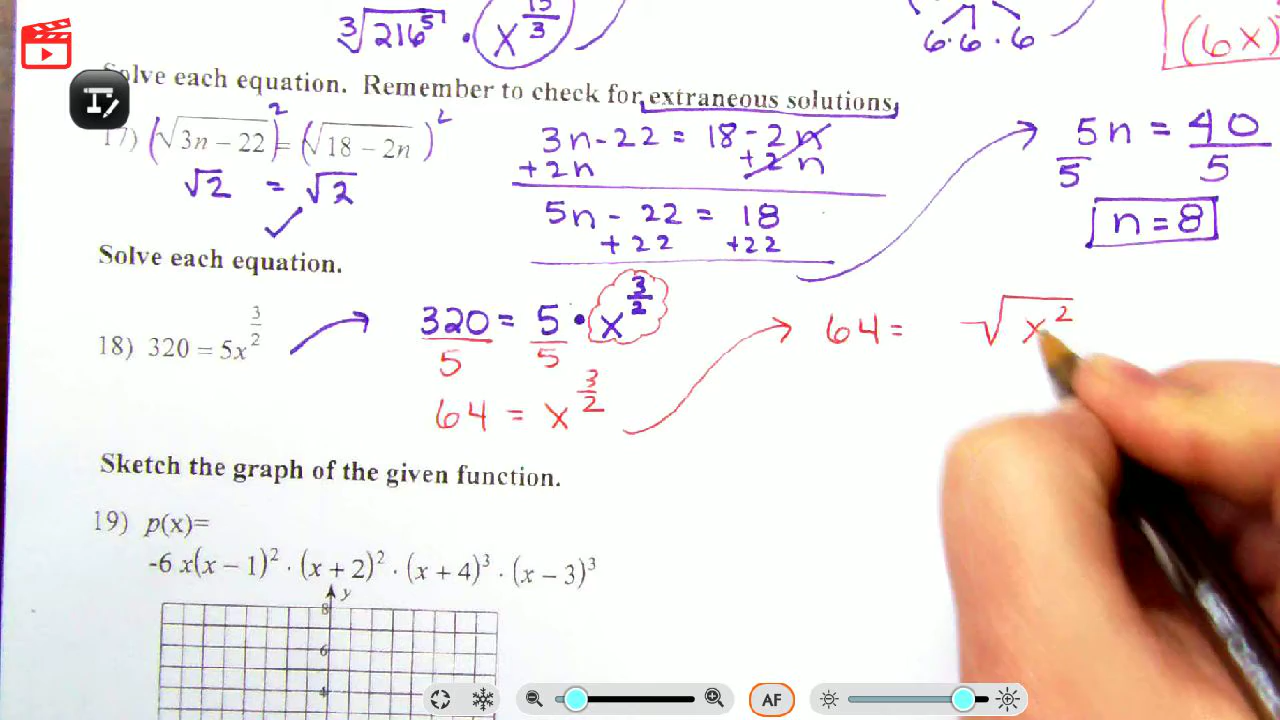 ∛216⁵ · x^(15/3)
6·6·6
(6x)
Solve each equation. Remember to check for extraneous solutions.
17) (√3n − 22)² = (√18 − 2n)²
√2 = √2 ✓
3n - 22 = 18 - 2n
+2n +2n
5n - 22 = 18
+22 +22
5n = 40
5 5
n = 8
Solve each equation.
18) 320 = 5x^(3/2)
320 = 5 · x^(3/2)
5 5
64 = x^(3/2)
64 = √x²
Sketch the graph of the given function.
19) p(x)=
-6 x(x − 1)² · (x + 2)² · (x + 4)³ · (x − 3)³
y
8
6
4
AF